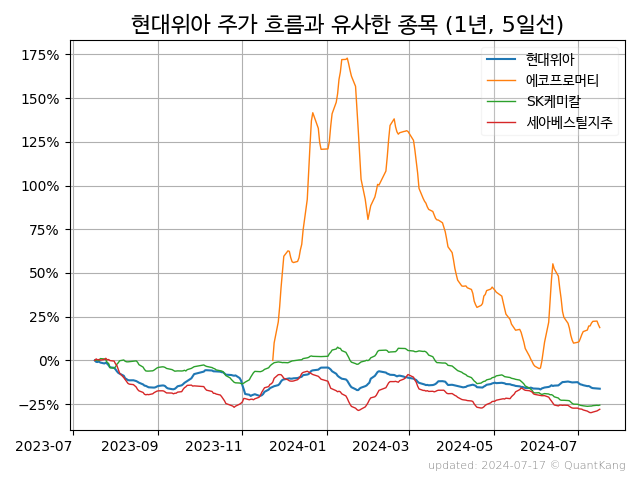 현대위아 주가 흐름과 유사한 종목 (1년, 5일선)
175%
150%
125%
100%
75%
50%
25%
0%
−25%
현대위아
에코프로머티
SK케미칼
세아베스틸지주
2023-07 2023-09 2023-11 2024-01 2024-03 2024-05 2024-07
updated: 2024-07-17 © QuantKang